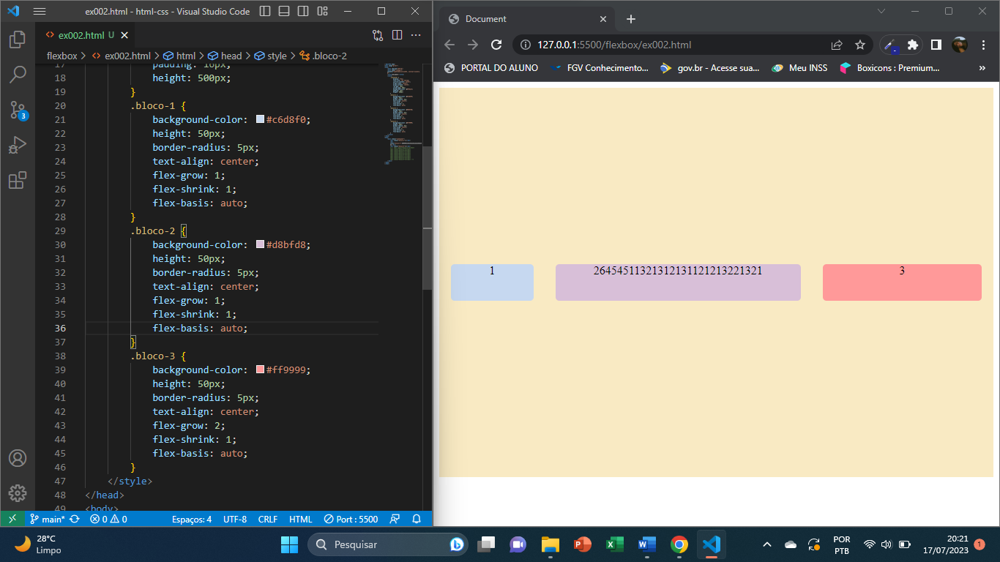 ex002.html - html-css - Visual Studio Code
ex002.html U
flexbox > ex002.html > html > head > style > .bloco-2
17 padding: 16px;
18 height: 500px;
19 }
20 .bloco-1 {
21 background-color: #c6d8f0;
22 height: 50px;
23 border-radius: 5px;
24 text-align: center;
25 flex-grow: 1;
26 flex-shrink: 1;
27 flex-basis: auto;
28 }
29 .bloco-2 {
30 background-color: #d8bfd8;
31 height: 50px;
32 border-radius: 5px;
33 text-align: center;
34 flex-grow: 1;
35 flex-shrink: 1;
36 flex-basis: auto;
37 }
38 .bloco-3 {
39 background-color: #ff9999;
40 height: 50px;
41 border-radius: 5px;
42 text-align: center;
43 flex-grow: 2;
44 flex-shrink: 1;
45 flex-basis: auto;
46 }
47 </style>
48 </head>
49 <body>
3
main* 0 0 Espaços: 4 UTF-8 CRLF HTML Port : 5500
Document
127.0.0.1:5500/flexbox/ex002.html
PORTAL DO ALUNO FGV Conhecimento... gov.br - Acesse sua... Meu INSS Boxicons : Premium... »
1 26454511321312131121213221321 3
28°C
Limpo
Pesquisar
POR
PTB
20:21
17/07/2023
1